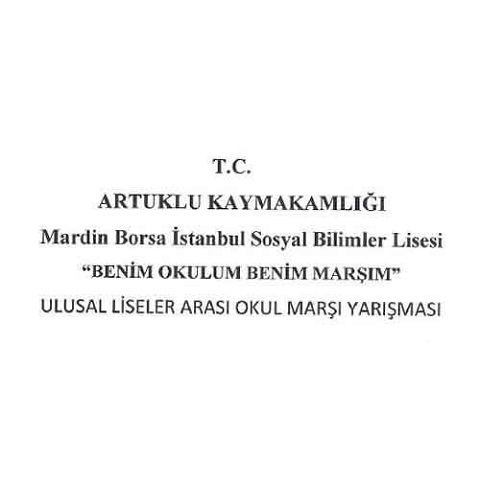 T.C.
ARTUKLU KAYMAKAMLIĞI
Mardin Borsa İstanbul Sosyal Bilimler Lisesi
“BENİM OKULUM BENİM MARŞIM”
ULUSAL LİSELER ARASI OKUL MARŞI YARIŞMASI